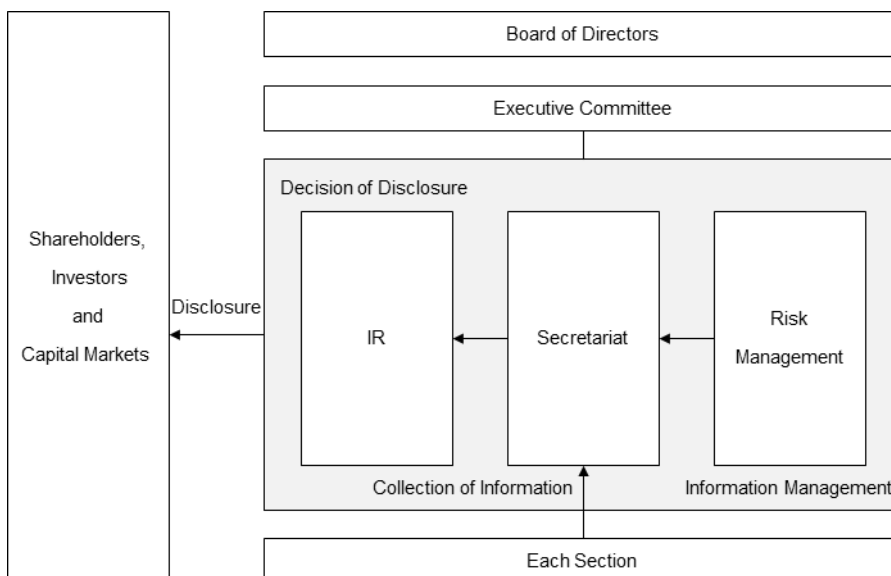 Board of Directors
Executive Committee
Decision of Disclosure
Shareholders,
Investors
and
Capital Markets
Disclosure
IR
Secretariat
Risk
Management
Collection of Information
Information Management
Each Section